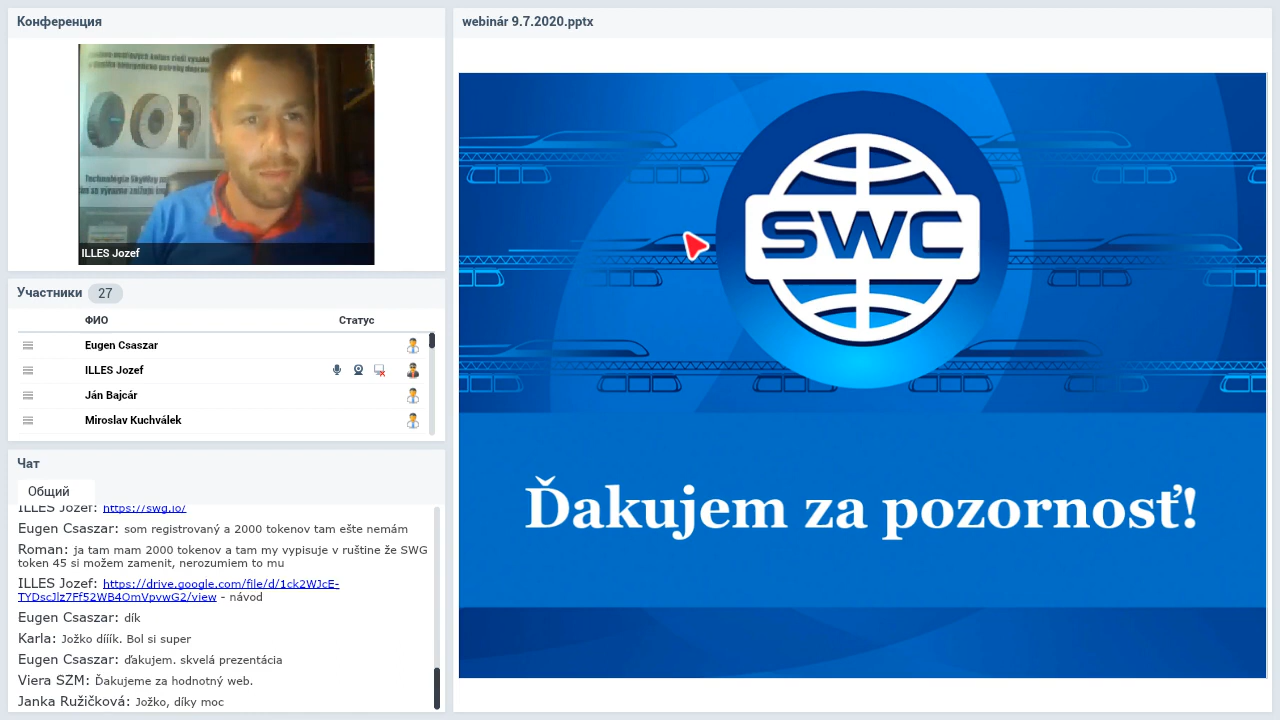 Конференция
ILLES Jozef
Участники 27
ФИО Статус
Eugen Csaszar
ILLES Jozef
Ján Bajcár
Miroslav Kuchválek
Чат
Общий
ILLES Jozef: https://swg.io/
Eugen Csaszar: som registrovaný a 2000 tokenov tam ešte nemám
Roman: ja tam mam 2000 tokenov a tam my vypisuje v ruštine že SWG
token 45 si možem zamenit, nerozumiem to mu
ILLES Jozef: https://drive.google.com/file/d/1ck2WJcE-
TYDscJlz7Ff52WB4OmVpvwG2/view - návod
Eugen Csaszar: dík
Karla: Jožko dííík. Bol si super
Eugen Csaszar: ďakujem. skvelá prezentácia
Viera SZM: Ďakujeme za hodnotný web.
Janka Ružičková: Jožko, díky moc
webinár 9.7.2020.pptx
SWC
Ďakujem za pozornosť!